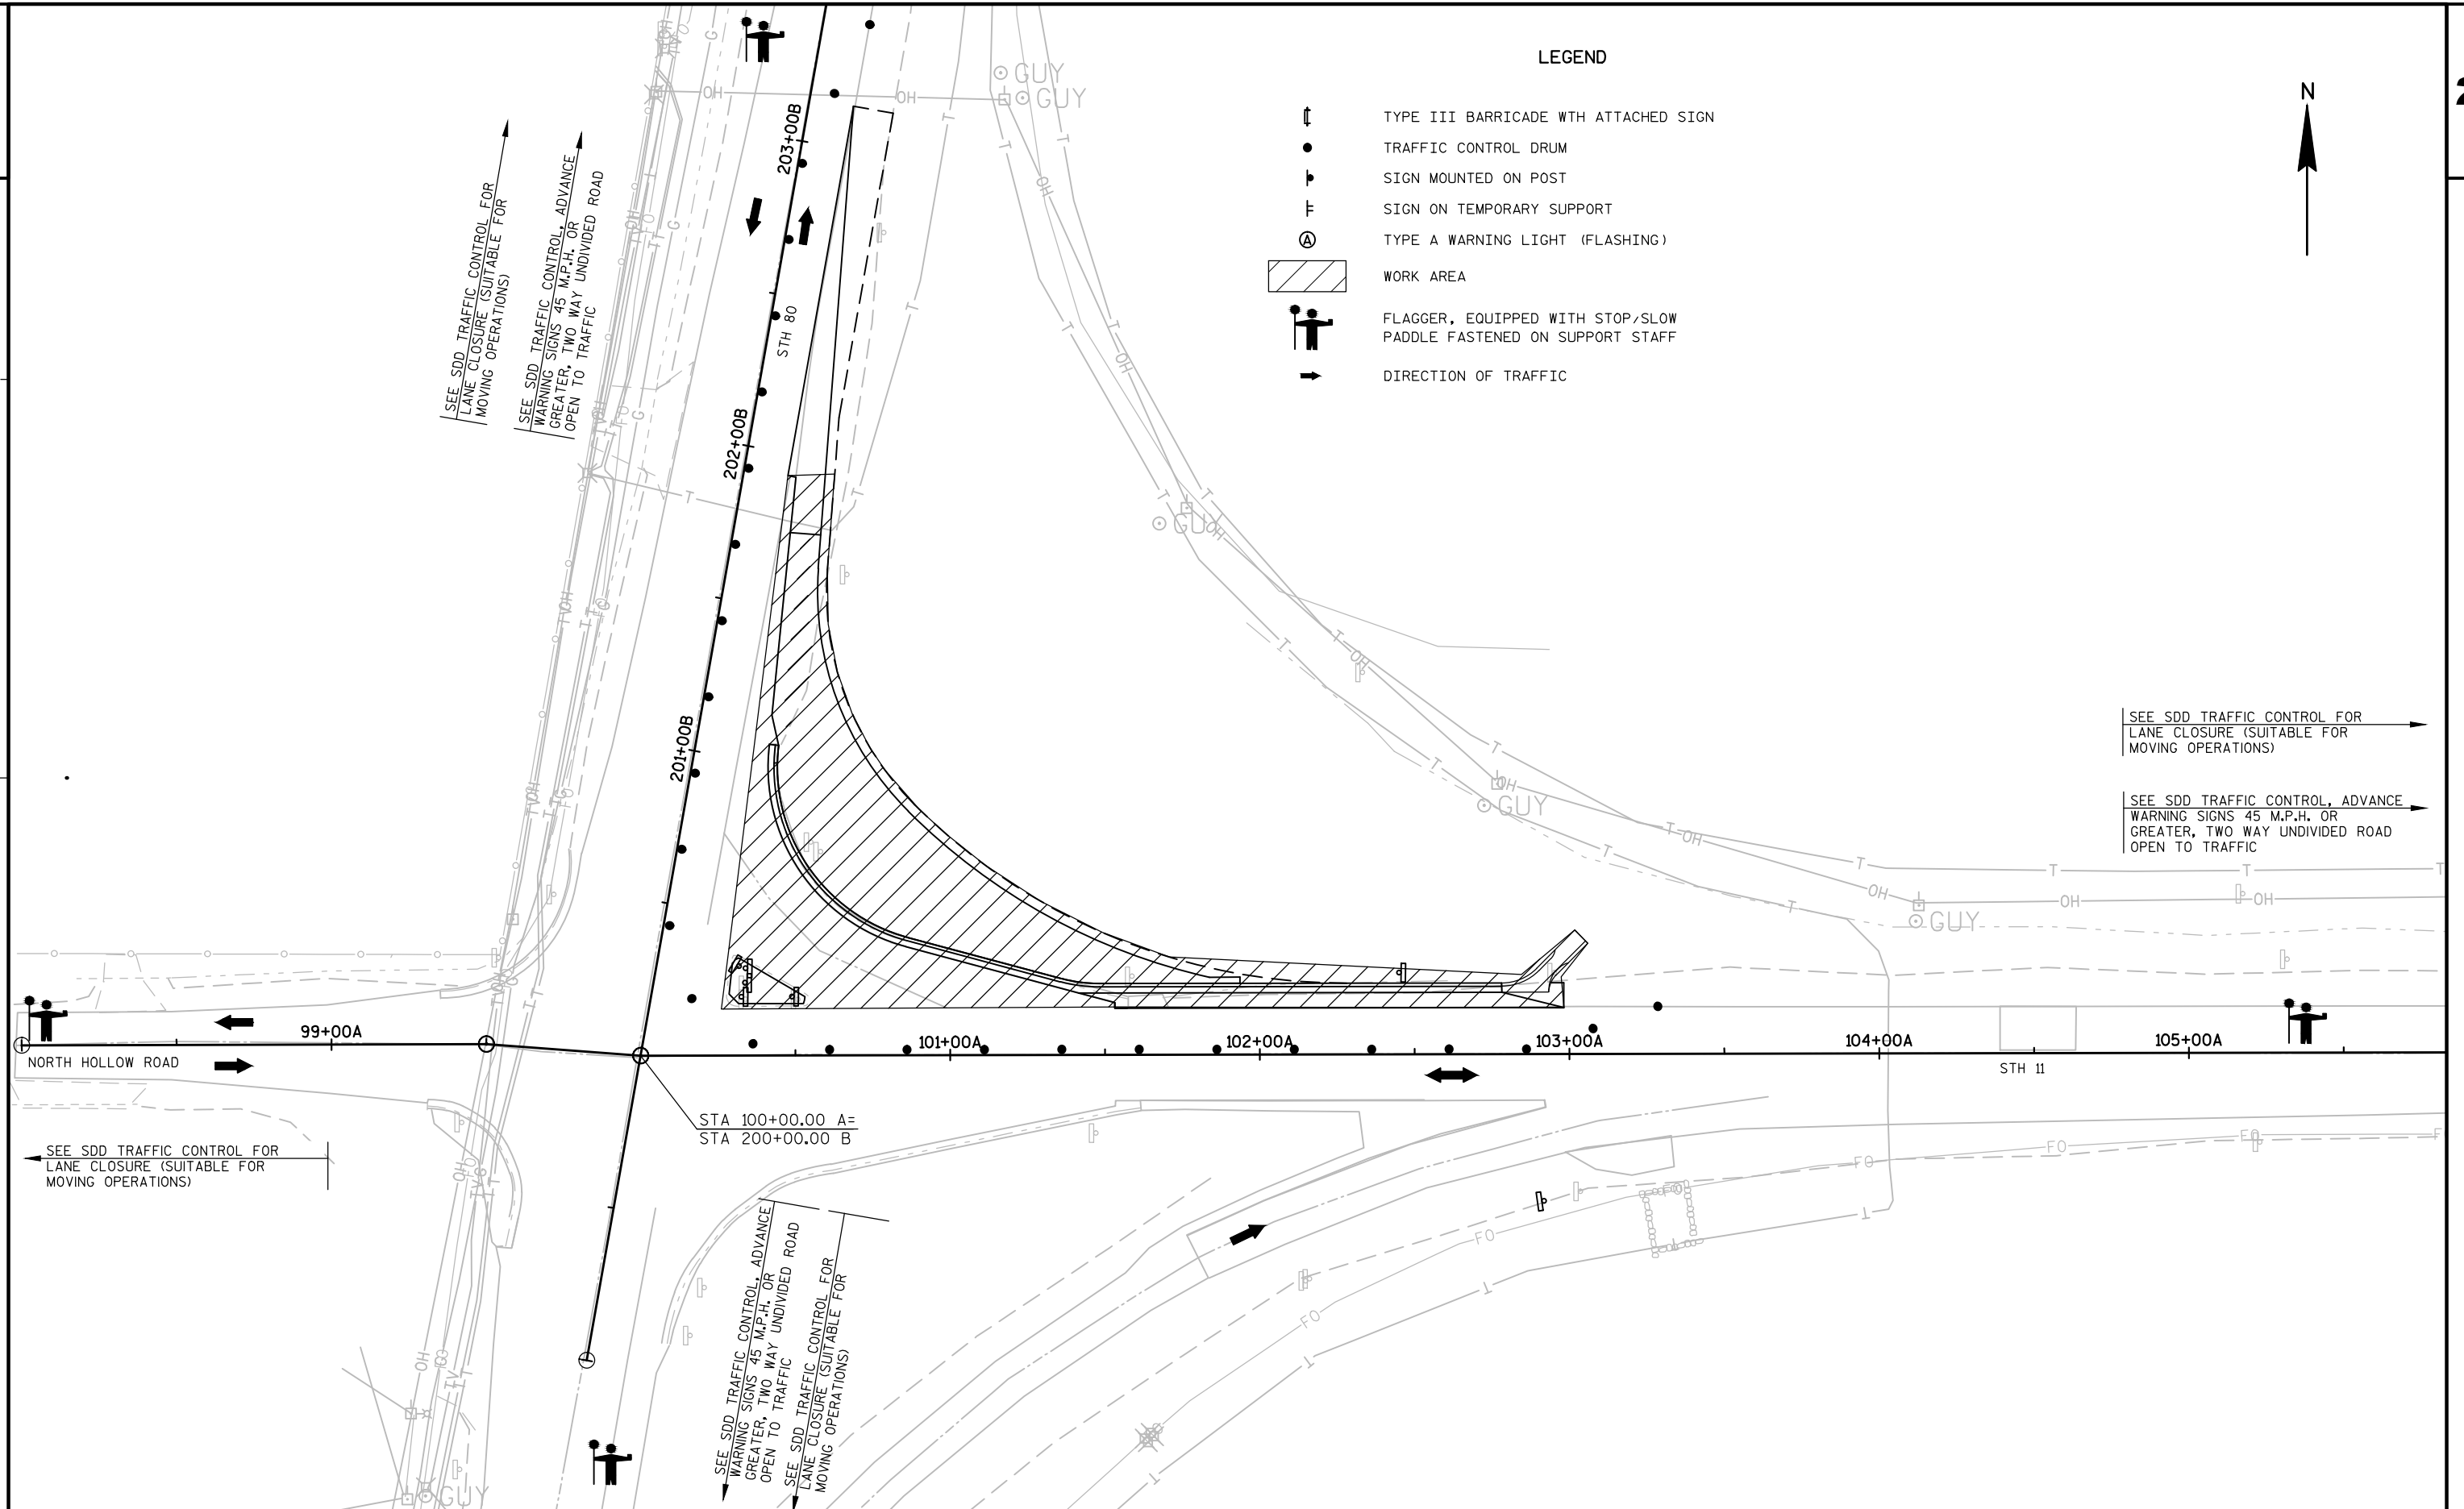 LEGEND
TYPE III BARRICADE WTH ATTACHED SIGN
TRAFFIC CONTROL DRUM
SIGN MOUNTED ON POST
SIGN ON TEMPORARY SUPPORT
A TYPE A WARNING LIGHT (FLASHING)
WORK AREA
FLAGGER, EQUIPPED WITH STOP/SLOW
PADDLE FASTENED ON SUPPORT STAFF
DIRECTION OF TRAFFIC
N
SEE SDD TRAFFIC CONTROL FOR
LANE CLOSURE (SUITABLE FOR
MOVING OPERATIONS)
SEE SDD TRAFFIC CONTROL, ADVANCE
WARNING SIGNS 45 M.P.H. OR
GREATER, TWO WAY UNDIVIDED ROAD
OPEN TO TRAFFIC
203+00B
STH 80
202+00B
201+00B
GUY
GUY
GUY
GUY
GUY
SEE SDD TRAFFIC CONTROL FOR
LANE CLOSURE (SUITABLE FOR
MOVING OPERATIONS)
SEE SDD TRAFFIC CONTROL, ADVANCE
WARNING SIGNS 45 M.P.H. OR
GREATER, TWO WAY UNDIVIDED ROAD
OPEN TO TRAFFIC
99+00A
101+00A
102+00A
103+00A
104+00A
105+00A
NORTH HOLLOW ROAD
STH 11
STA 100+00.00 A=
STA 200+00.00 B
SEE SDD TRAFFIC CONTROL FOR
LANE CLOSURE (SUITABLE FOR
MOVING OPERATIONS)
SEE SDD TRAFFIC CONTROL, ADVANCE
WARNING SIGNS 45 M.P.H. OR
GREATER, TWO WAY UNDIVIDED ROAD
OPEN TO TRAFFIC
SEE SDD TRAFFIC CONTROL FOR
LANE CLOSURE (SUITABLE FOR
MOVING OPERATIONS)
GUY